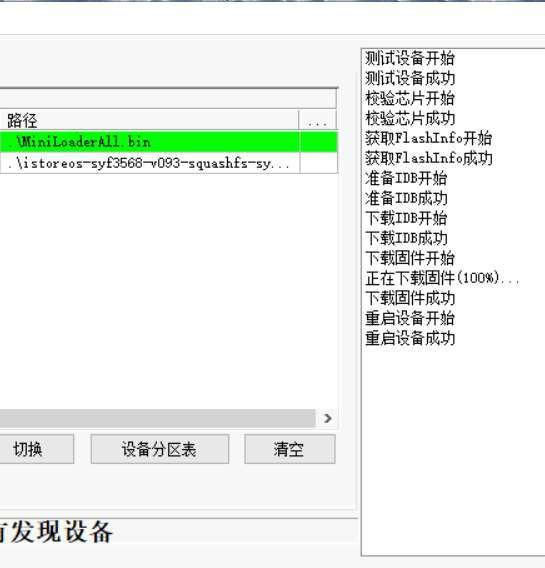 路径
...
.\MiniLoaderAll.bin
.\istoreos-syf3568-v093-squashfs-sy...
切换
设备分区表
清空
发现设备
测试设备开始
测试设备成功
校验芯片开始
校验芯片成功
获取FlashInfo开始
获取FlashInfo成功
准备IDB开始
准备IDB成功
下载IDB开始
下载IDB成功
下载固件开始
正在下载固件(100%)...
下载固件成功
重启设备开始
重启设备成功